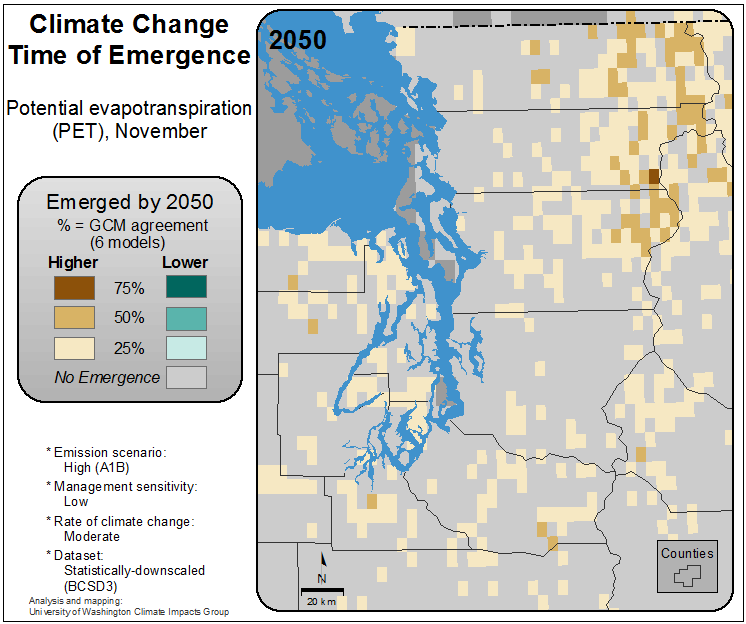 Climate Change
Time of Emergence
Potential evapotranspiration
(PET), November
Emerged by 2050
% = GCM agreement
(6 models)
Higher Lower
75%
50%
25%
No Emergence
* Emission scenario:
High (A1B)
* Management sensitivity:
Low
* Rate of climate change:
Moderate
* Dataset:
Statistically-downscaled
(BCSD3)
Analysis and mapping:
University of Washington Climate Impacts Group
2050
N
20 km
Counties